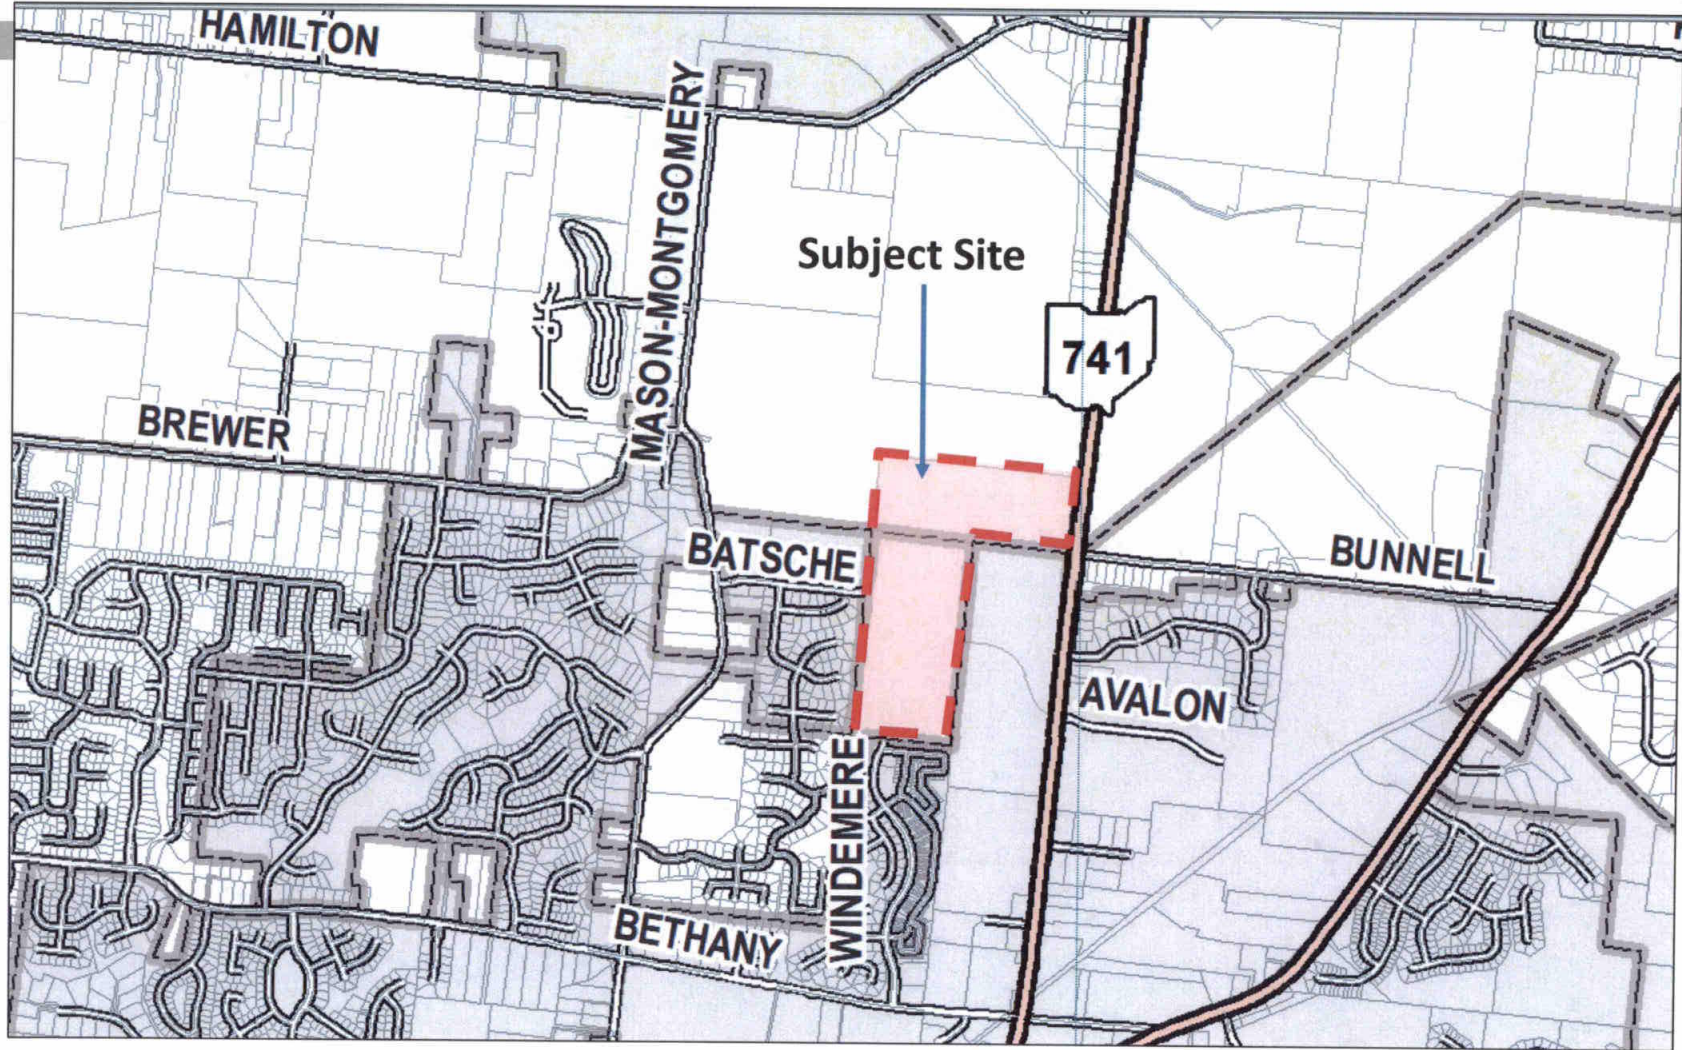 HAMILTON
MASON-MONTGOMERY
Subject Site
741
BREWER
BATSCHE
BUNNELL
AVALON
WINDEMERE
BETHANY